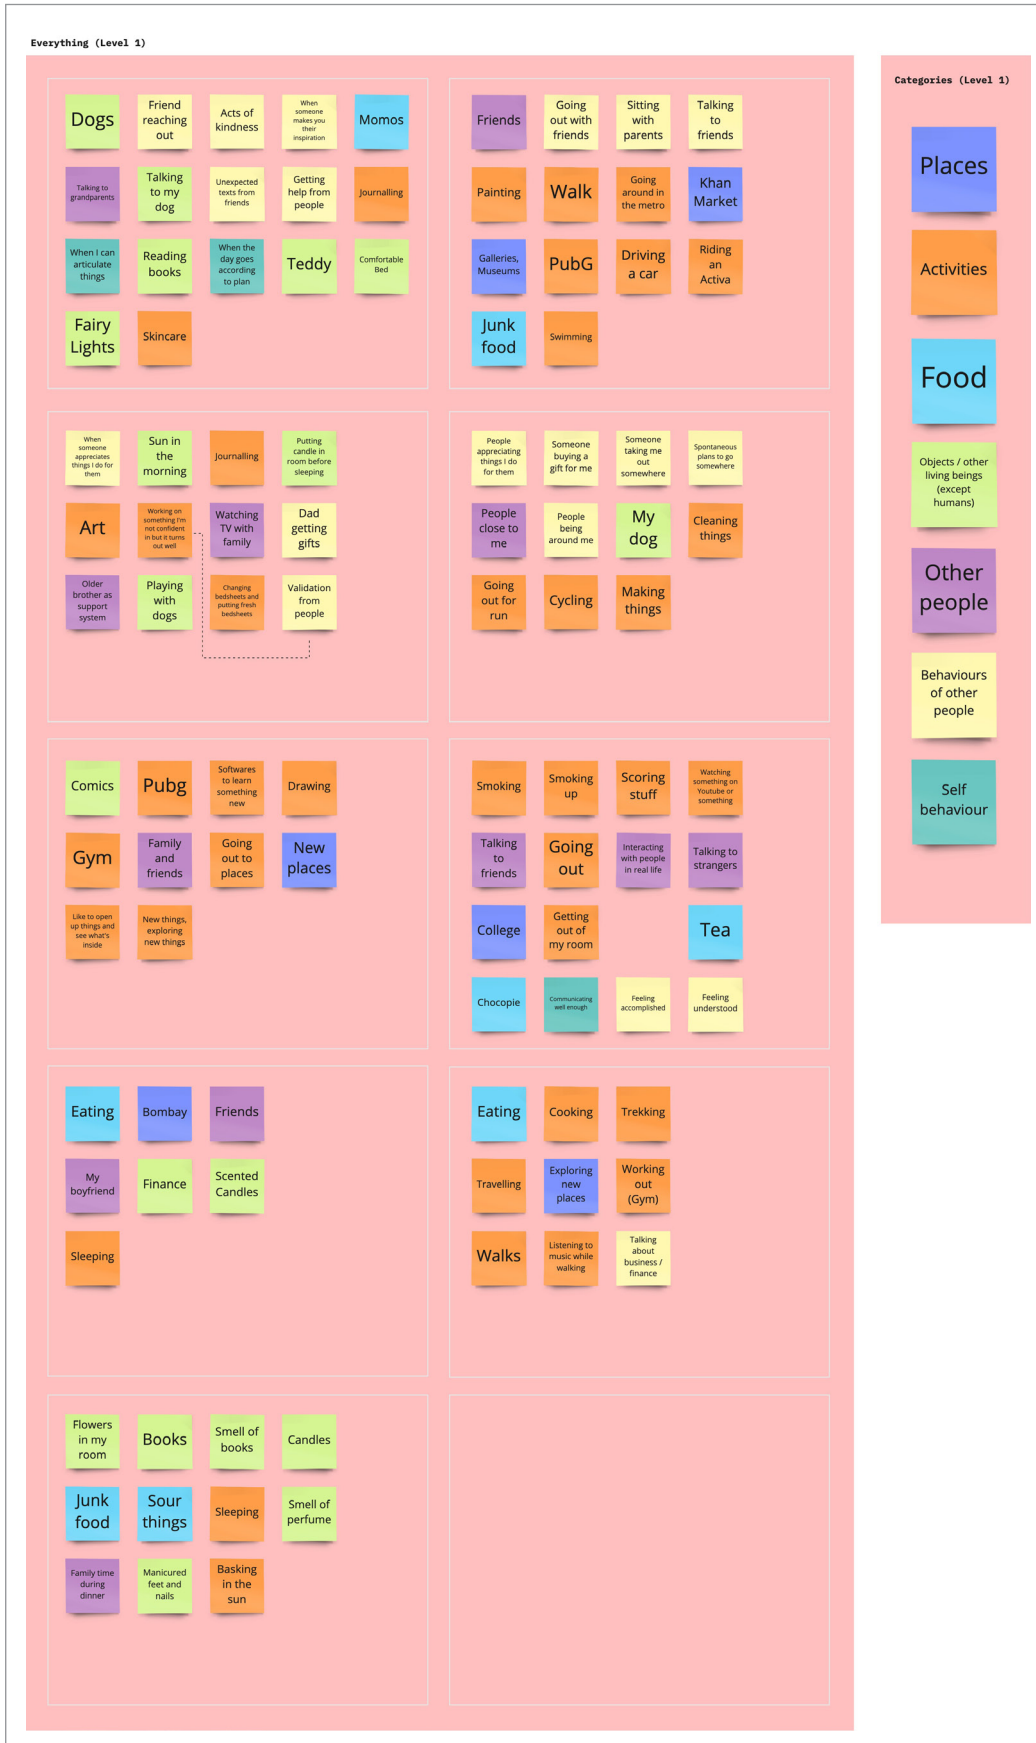 Everything (Level 1)
Dogs
Friend
reaching
out
Acts of
kindness
When
someone
makes you
their
inspiration
Momos
Talking to
grandparents
Talking
to my
dog
Unexpected
texts from
friends
Getting
help from
people
Journalling
When I can
articulate
things
Reading
books
When the
day goes
according
to plan
Teddy
Comfortable
Bed
Fairy
Lights
Skincare
Friends
Going
out with
friends
Sitting
with
parents
Talking
to
friends
Painting
Walk
Going
around in
the metro
Khan
Market
Galleries,
Museums
PubG
Driving
a car
Riding
an
Activa
Junk
food
Swimming
When
someone
appreciates
things I do for
them
Sun in
the
morning
Journalling
Putting
candle in
room before
sleeping
Art
Working on
something I'm
not confident
in but it turns
out well
Watching
TV with
family
Dad
getting
gifts
Older
brother as
support
system
Playing
with
dogs
Changing
bedsheets and
putting fresh
bedsheets
Validation
from
people
People
appreciating
things I do
for them
Someone
buying a
gift for me
Someone
taking me
out
somewhere
Spontaneous
plans to go
somewhere
People
close to
me
People
being
around me
My
dog
Cleaning
things
Going
out for
run
Cycling
Making
things
Comics
Pubg
Softwares
to learn
something
new
Drawing
Gym
Family
and
friends
Going
out to
places
New
places
Like to open
up things and
see what's
inside
New things,
exploring
new things
Smoking
Smoking
up
Scoring
stuff
Watching
something on
Youtube or
something
Talking
to
friends
Going
out
Interacting
with people
in real life
Talking to
strangers
College
Getting
out of
my room
Tea
Chocopie
Communicating
well enough
Feeling
accomplished
Feeling
understood
Eating
Bombay
Friends
My
boyfriend
Finance
Scented
Candles
Sleeping
Eating
Cooking
Trekking
Travelling
Exploring
new
places
Working
out
(Gym)
Walks
Listening to
music while
walking
Talking
about
business /
finance
Flowers
in my
room
Books
Smell of
books
Candles
Junk
food
Sour
things
Sleeping
Smell of
perfume
Family time
during
dinner
Manicured
feet and
nails
Basking
in the
sun
Categories (Level 1)
Places
Activities
Food
Objects / other
living beings
(except
humans)
Other
people
Behaviours
of other
people
Self
behaviour